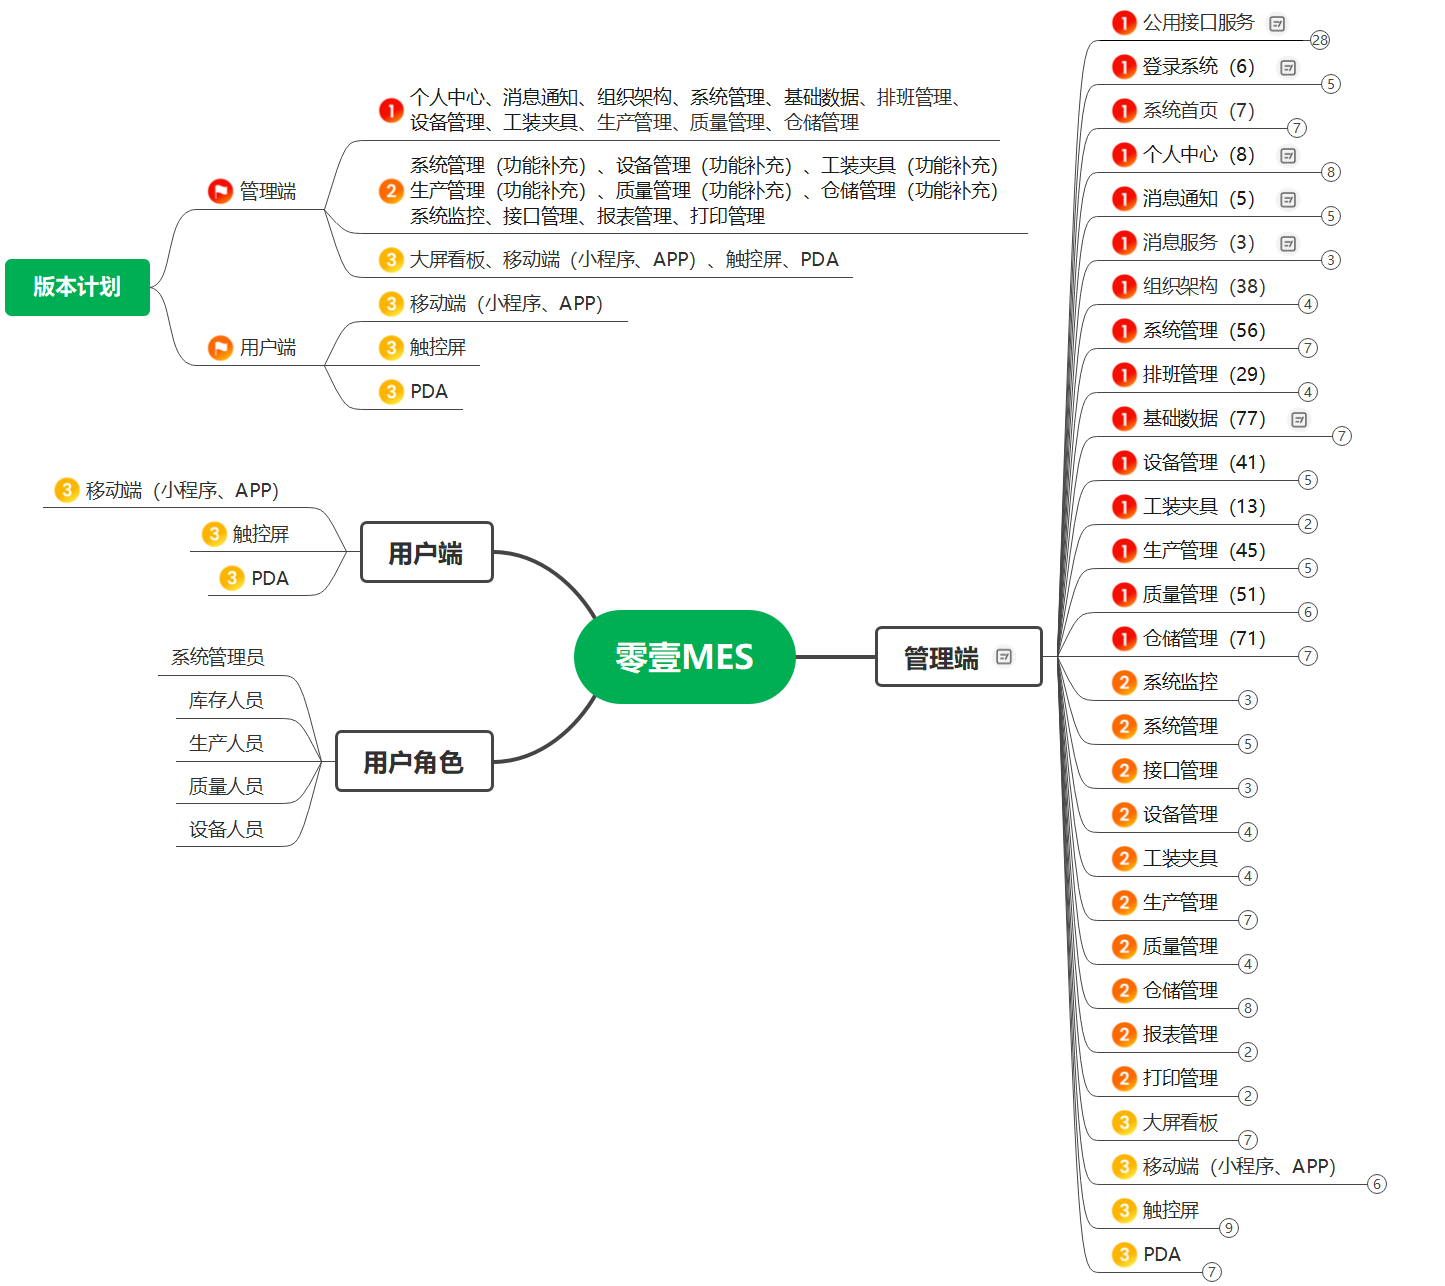 版本计划
管理端
1 个人中心、消息通知、组织架构、系统管理、基础数据、排班管理、
设备管理、工装夹具、生产管理、质量管理、仓储管理
2 系统管理（功能补充）、设备管理（功能补充）、工装夹具（功能补充）
生产管理（功能补充）、质量管理（功能补充）、仓储管理（功能补充）
系统监控、接口管理、报表管理、打印管理
3 大屏看板、移动端（小程序、APP）、触控屏、PDA
用户端
3 移动端（小程序、APP）
3 触控屏
3 PDA
零壹MES
用户端
3 移动端（小程序、APP）
3 触控屏
3 PDA
用户角色
系统管理员
库存人员
生产人员
质量人员
设备人员
管理端
1 公用接口服务 28
1 登录系统（6） 5
1 系统首页（7） 7
1 个人中心（8） 8
1 消息通知（5） 5
1 消息服务（3） 3
1 组织架构（38） 4
1 系统管理（56） 7
1 排班管理（29） 4
1 基础数据（77） 7
1 设备管理（41） 5
1 工装夹具（13） 2
1 生产管理（45） 5
1 质量管理（51） 6
1 仓储管理（71） 7
2 系统监控 3
2 系统管理 5
2 接口管理 3
2 设备管理 4
2 工装夹具 4
2 生产管理 7
2 质量管理 4
2 仓储管理 8
2 报表管理 2
2 打印管理 2
3 大屏看板 7
3 移动端（小程序、APP） 6
3 触控屏 9
3 PDA 7